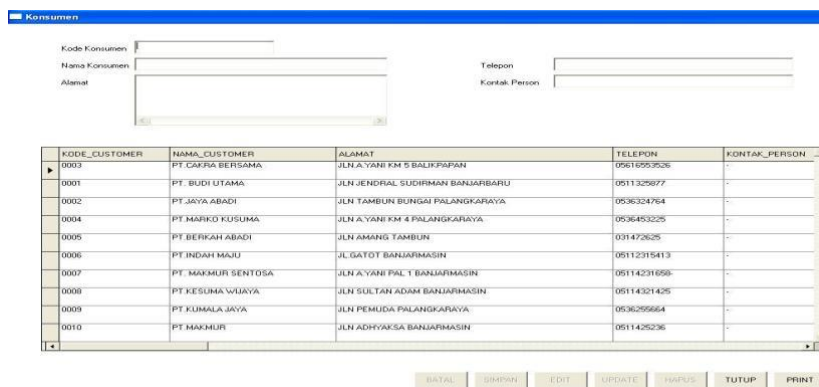 Konsumen
Kode Konsumen
Nama Konsumen
Telepon
Alamat
Kontak Person
KODE_CUSTOMER NAMA_CUSTOMER ALAMAT TELEPON KONTAK_PERSON
0003 PT.CAKRA BERSAMA JLN.A.YANI KM 5 BALIKPAPAN 05616553526 -
0001 PT. BUDI UTAMA JLN JENDRAL SUDIRMAN BANJARBARU 0511325877 -
0002 PT.JAYA ABADI JLN TAMBUN BUNGAI PALANGKARAYA 0536324764 -
0004 PT.MARKO KUSUMA JLN A.YANI KM 4 PALANGKARAYA 0536453225 -
0005 PT.BERKAH ABADI JLN AMANG TAMBUN 031472625 -
0006 PT.INDAH MAJU JL.GATOT BANJARMASIN 05112315413 -
0007 PT. MAKMUR SENTOSA JLN A.YANI PAL 1 BANJARMASIN 05114231658- -
0008 PT.KESUMA WIJAYA JLN SULTAN ADAM BANJARMASIN 05114321425 -
0009 PT.KUMALA JAYA JLN PEMUDA PALANGKARAYA 0536255664 -
0010 PT.MAKMUR JLN ADHYAKSA BANJARMASIN 0511425236 -
BATAL SIMPAN EDIT UPDATE HAPUS TUTUP PRINT